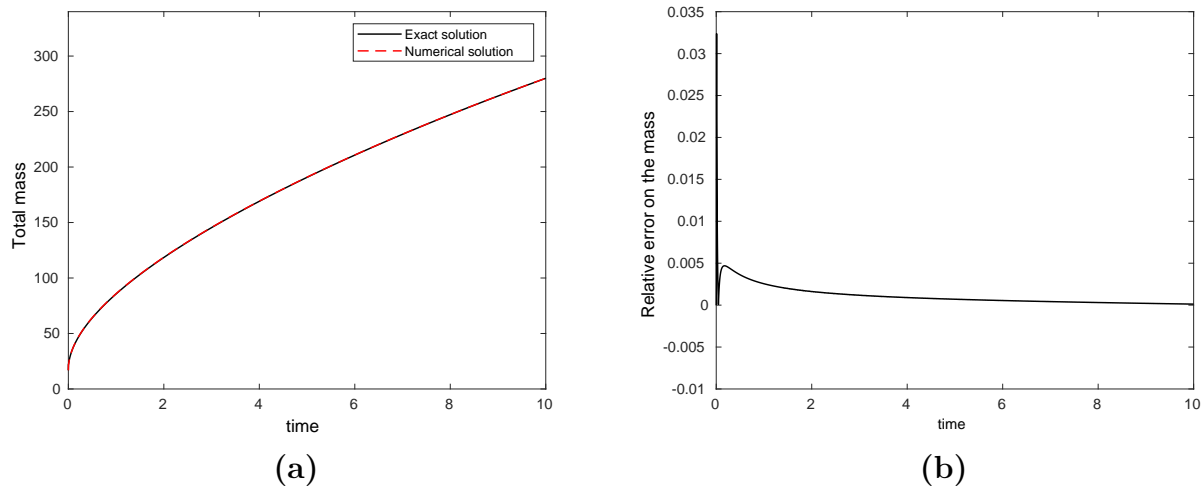 Total mass
300
250
200
150
100
50
0
0 2 4 6 8 10
time
Exact solution
Numerical solution
(a)
Relative error on the mass
0.035
0.03
0.025
0.02
0.015
0.01
0.005
0
-0.005
-0.01
0 2 4 6 8 10
time
(b)